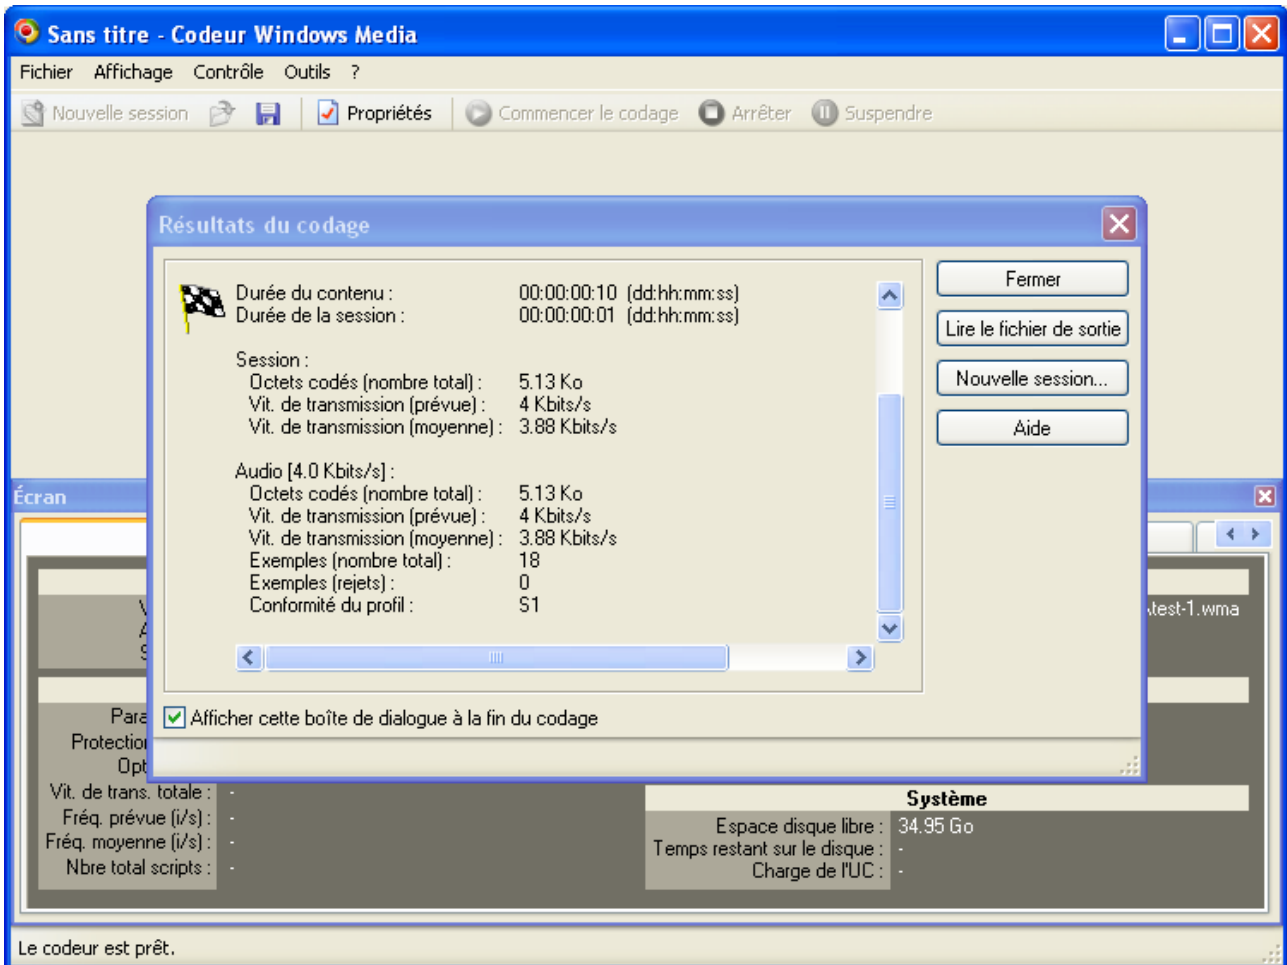 Sans titre - Codeur Windows Media
Fichier Affichage Contrôle Outils ?
Nouvelle session Propriétés Commencer le codage Arrêter Suspendre
Résultats du codage
Durée du contenu : 00:00:00:10 (dd:hh:mm:ss)
Durée de la session : 00:00:00:01 (dd:hh:mm:ss)
Session :
Octets codés (nombre total) : 5.13 Ko
Vit. de transmission (prévue) : 4 Kbits/s
Vit. de transmission (moyenne) : 3.88 Kbits/s
Audio [4.0 Kbits/s] :
Octets codés (nombre total) : 5.13 Ko
Vit. de transmission (prévue) : 4 Kbits/s
Vit. de transmission (moyenne) : 3.88 Kbits/s
Exemples (nombre total) : 18
Exemples (rejets) : 0
Conformité du profil : S1
Fermer
Lire le fichier de sortie
Nouvelle session...
Aide
Afficher cette boîte de dialogue à la fin du codage
Écran
\test-1.wma
Para
Protection
Opt
Vit. de trans. totale : -
Fréq. prévue (i/s) : -
Fréq. moyenne (i/s) : -
Nbre total scripts : -
Système
Espace disque libre : 34.95 Go
Temps restant sur le disque : -
Charge de l'UC : -
Le codeur est prêt.